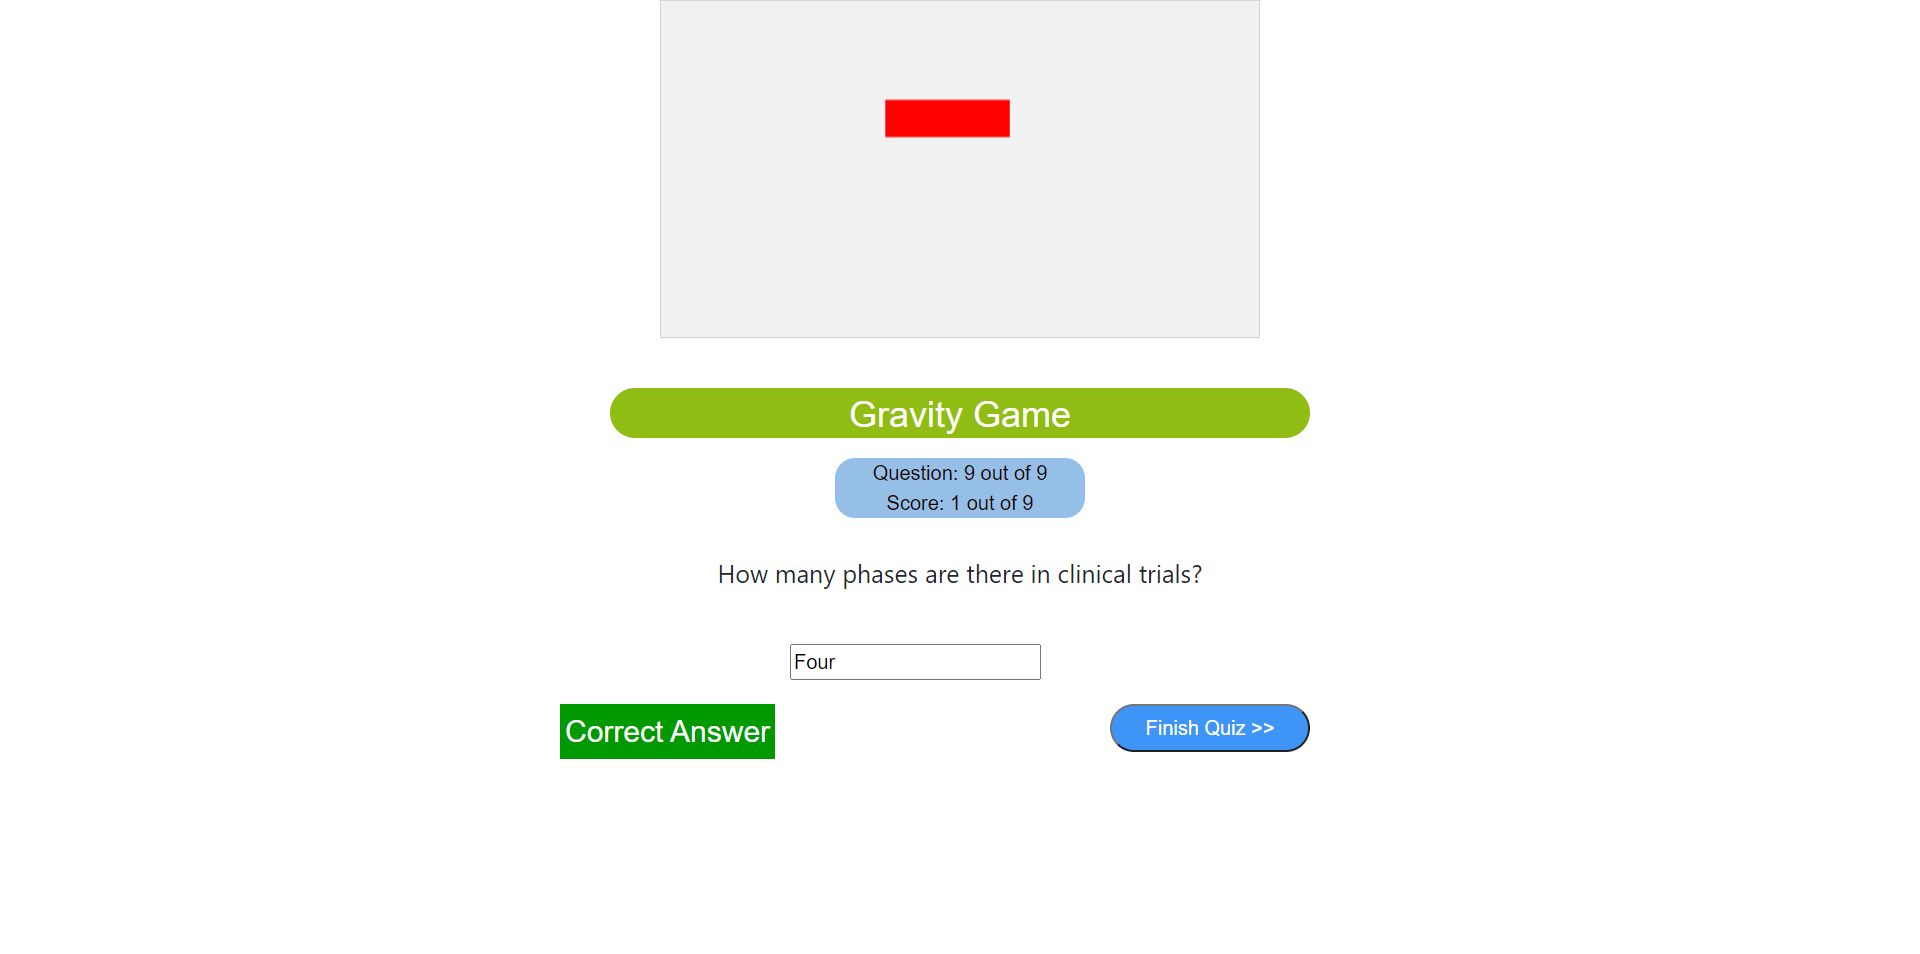 Gravity Game
Question: 9 out of 9
Score: 1 out of 9
How many phases are there in clinical trials?
Four
Correct Answer
Finish Quiz >>